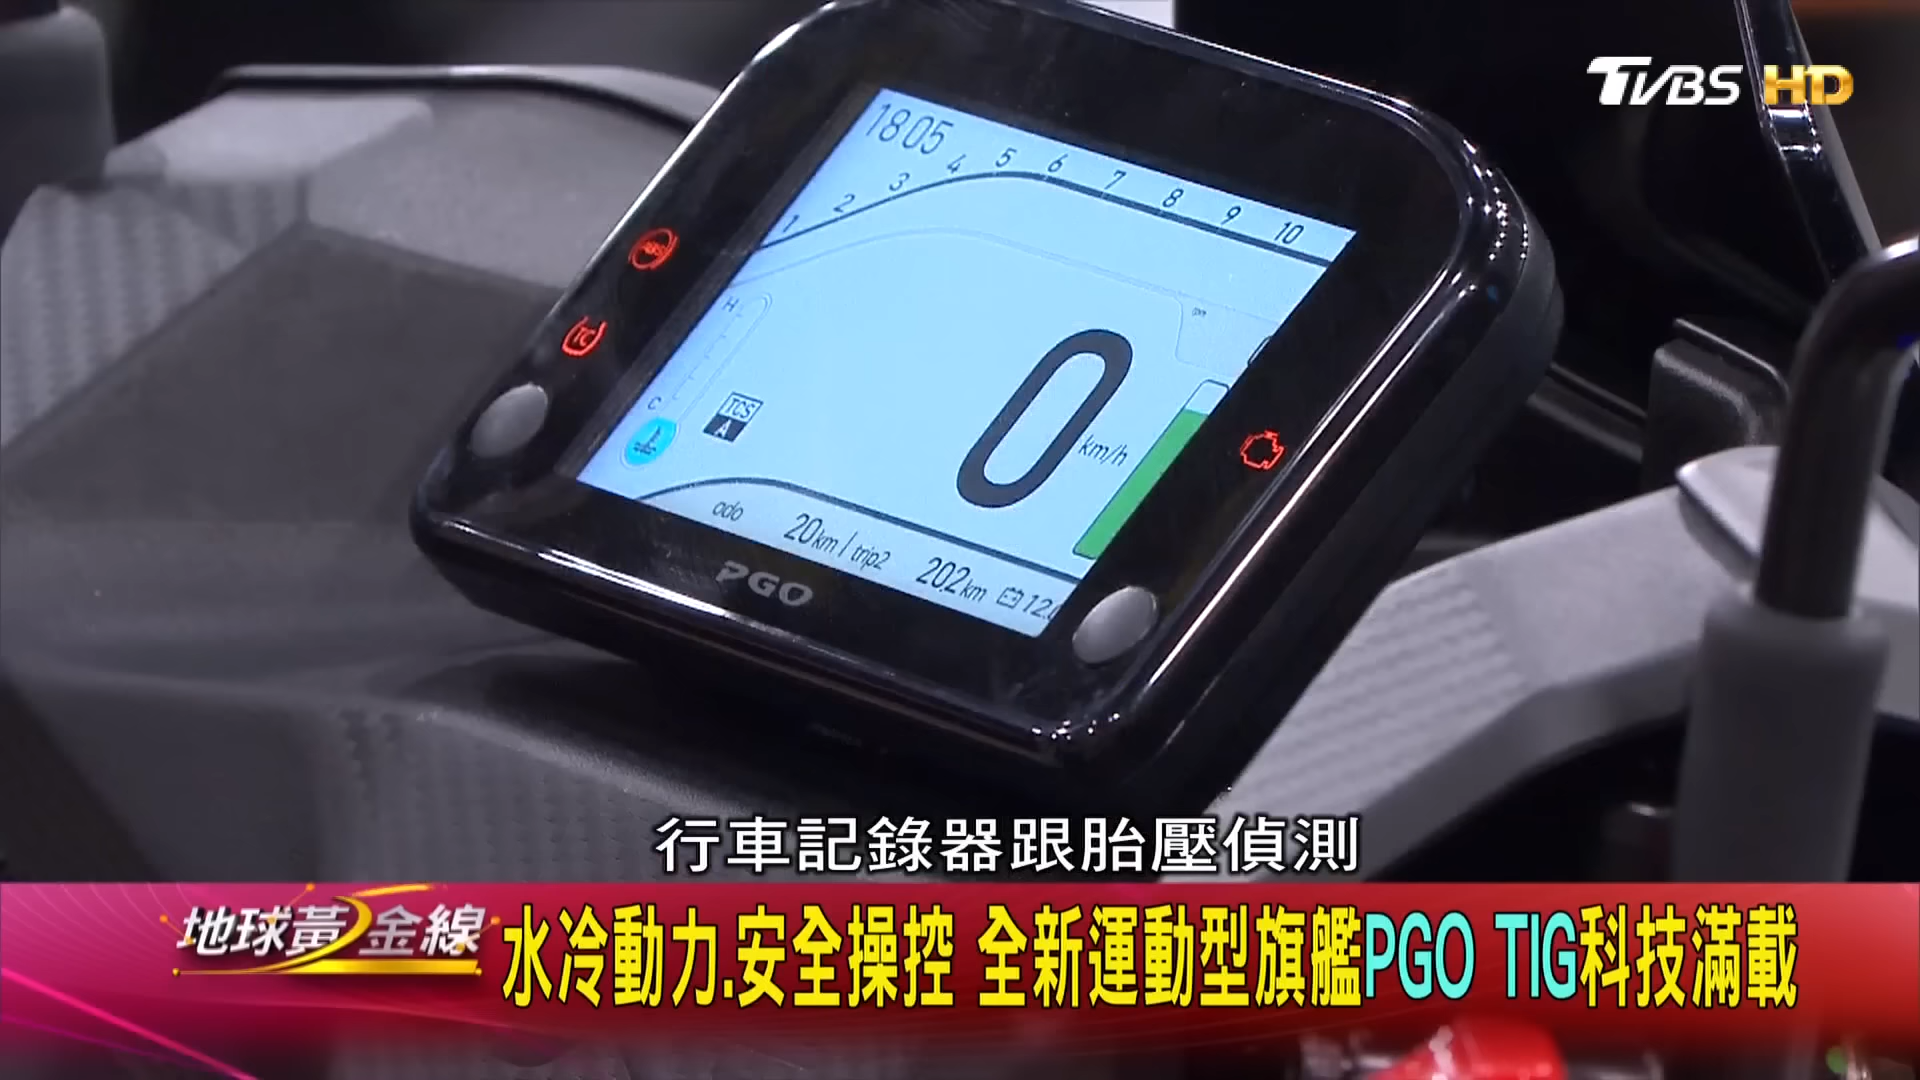 TVBS HD
1805
1 2 3 4 5 6 7 8 9 10
ABS
TC
H
C
TCS
A
0 km/h
odo 20km | trip2 202km
PGO
行車記錄器跟胎壓偵測
地球黃金線
水冷動力.安全操控 全新運動型旗艦PGO TIG科技滿載